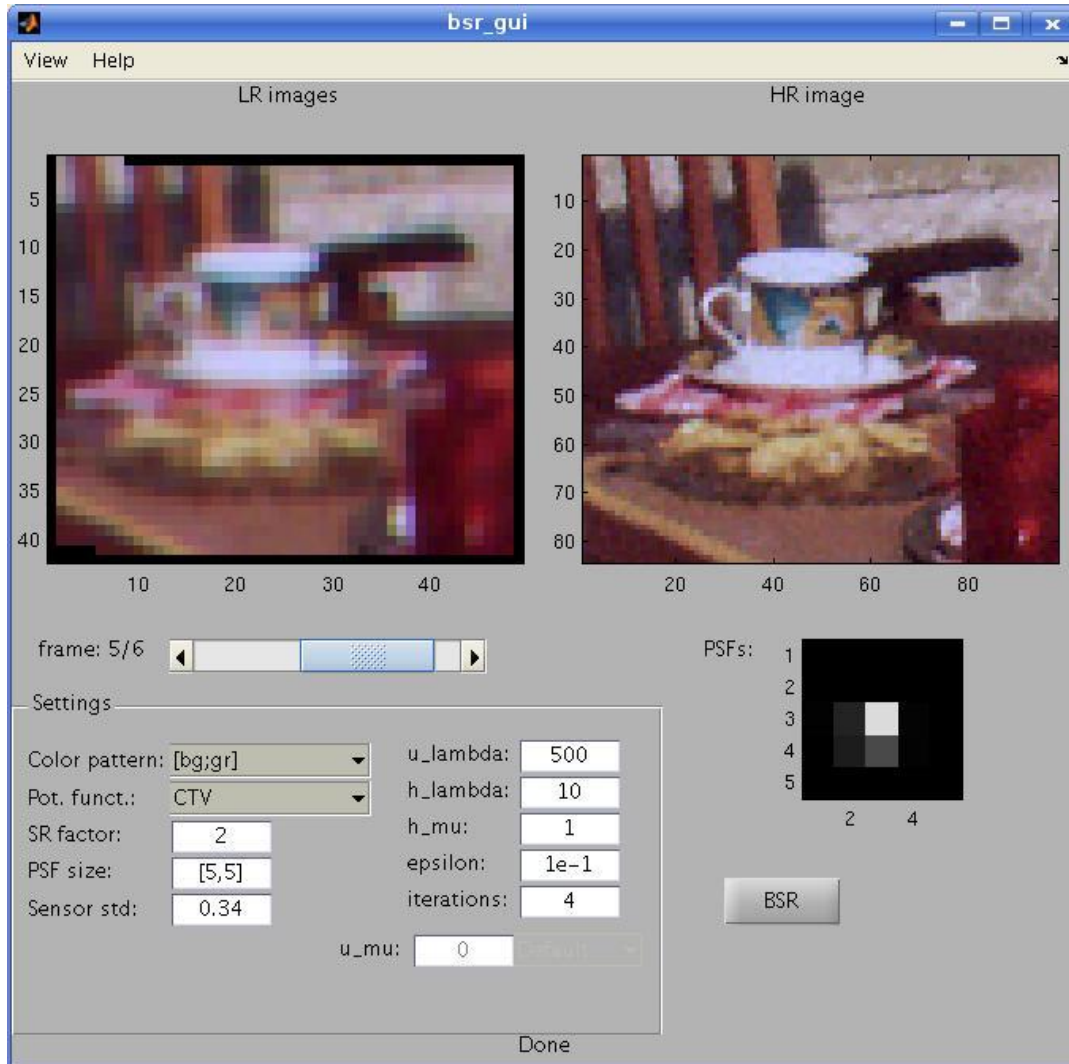 bsr_gui
View Help
LR images
HR image
5
10
15
20
25
30
35
40
10 20 30 40
10
20
30
40
50
60
70
80
20 40 60 80
frame: 5/6
PSFs:
1
2
3
4
5
2 4
Settings
Color pattern: [bg;gr]
Pot. funct.: CTV
SR factor: 2
PSF size: [5,5]
Sensor std: 0.34
u_lambda: 500
h_lambda: 10
h_mu: 1
epsilon: 1e-1
iterations: 4
u_mu: 0 Default
BSR
Done